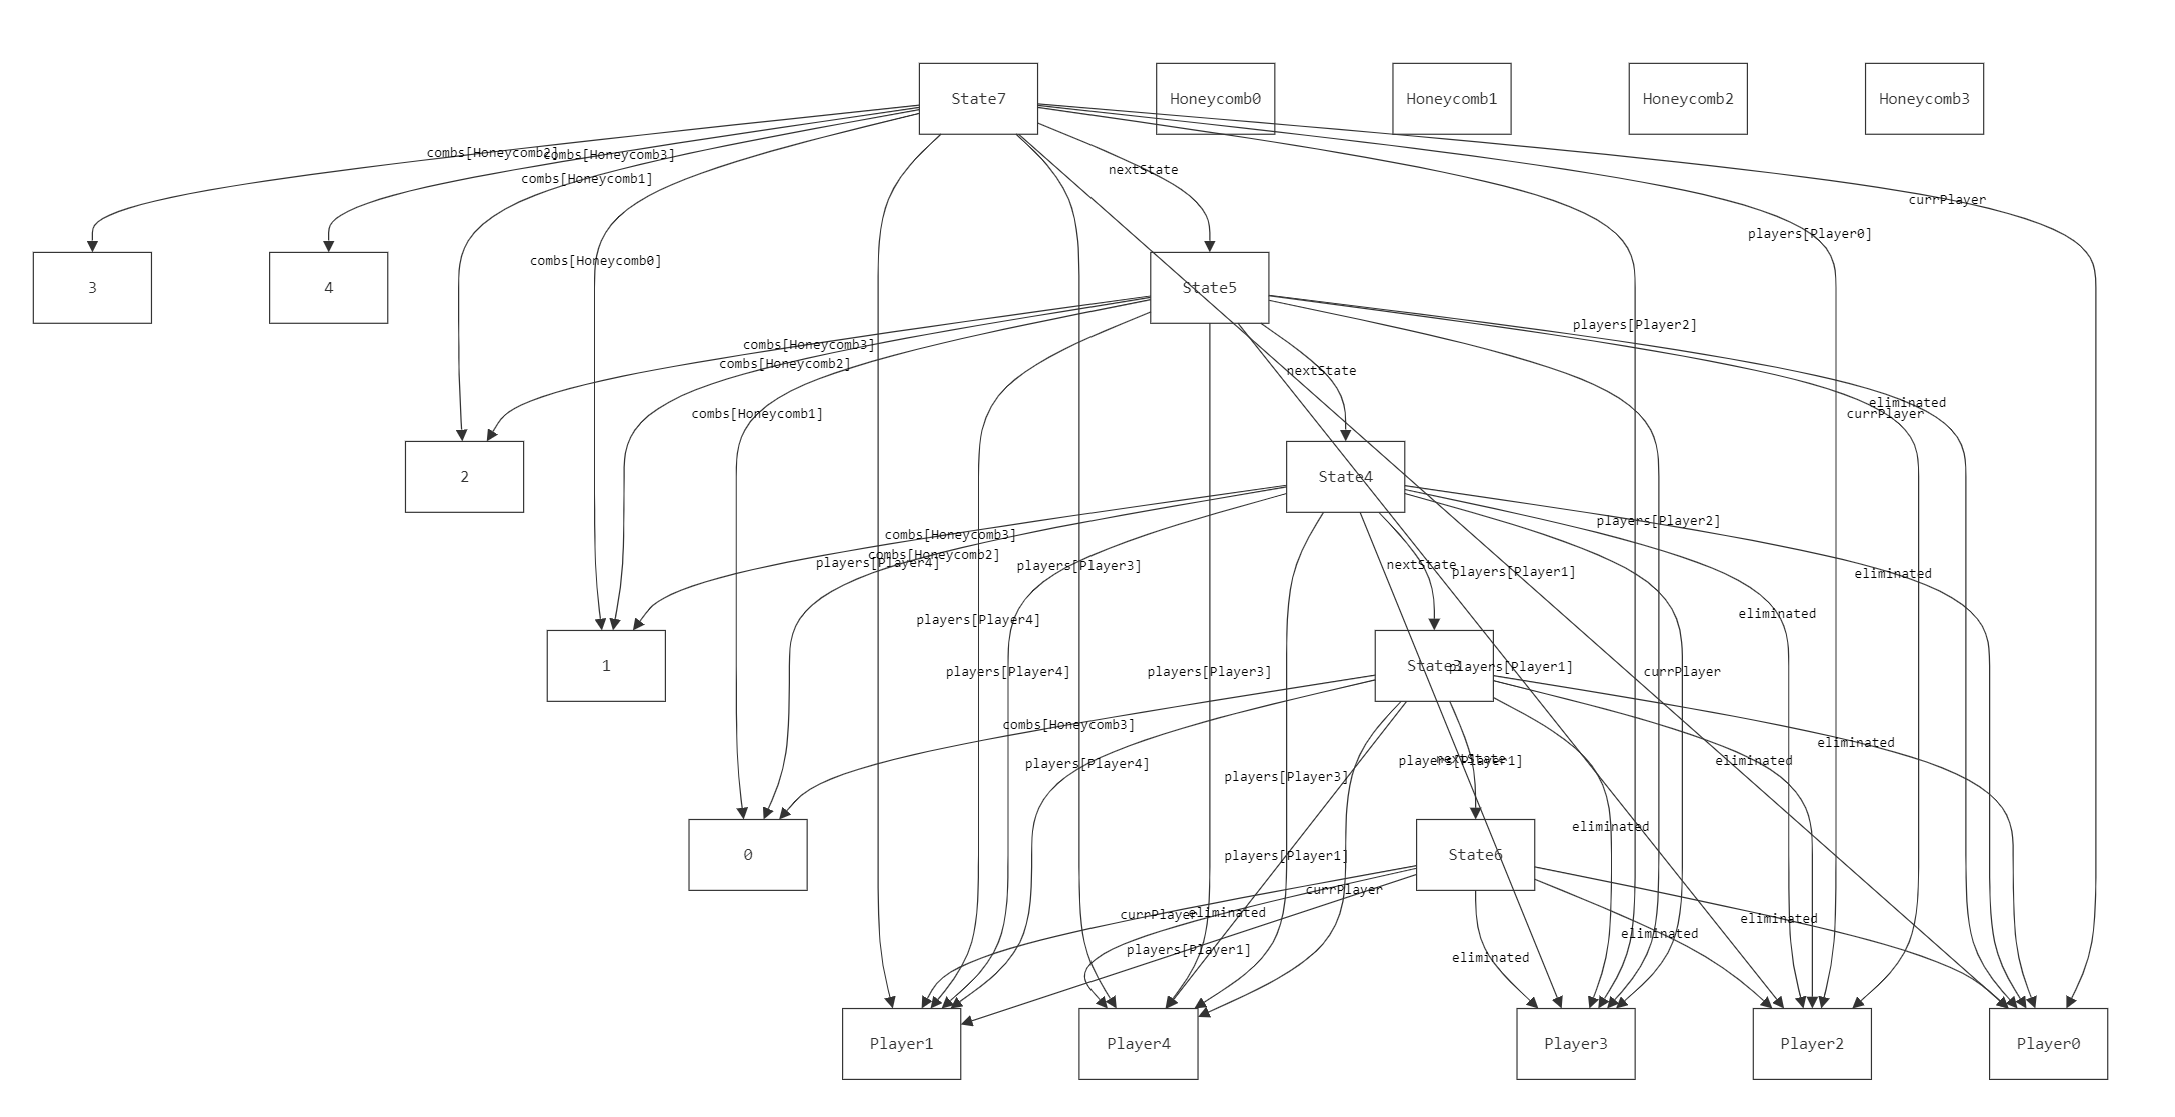 State7
Honeycomb0
Honeycomb1
Honeycomb2
Honeycomb3
combs[Honeycomb2]
combs[Honeycomb3]
nextState
combs[Honeycomb1]
currPlayer
players[Player0]
combs[Honeycomb0]
3
4
State5
players[Player2]
combs[Honeycomb3]
combs[Honeycomb2]
nextState
eliminated
combs[Honeycomb1]
currPlayer
2
State4
players[Player2]
combs[Honeycomb3]
combs[Honeycomb2]
players[Player4]
players[Player3]
nextState
players[Player1]
eliminated
eliminated
players[Player4]
1
State3
players[Player1]
players[Player4]
players[Player3]
currPlayer
combs[Honeycomb3]
eliminated
players[Player4]
players[Player1]
nextState
eliminated
players[Player3]
eliminated
0
players[Player1]
State6
currPlayer
currPlayer
eliminated
eliminated
eliminated
players[Player1]
eliminated
Player1
Player4
Player3
Player2
Player0